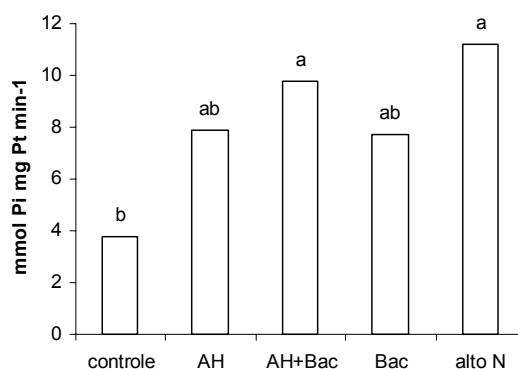 mmol Pi mg Pt min-1
12
10
8
6
4
2
0
b
ab
a
ab
a
controle AH AH+Bac Bac alto N